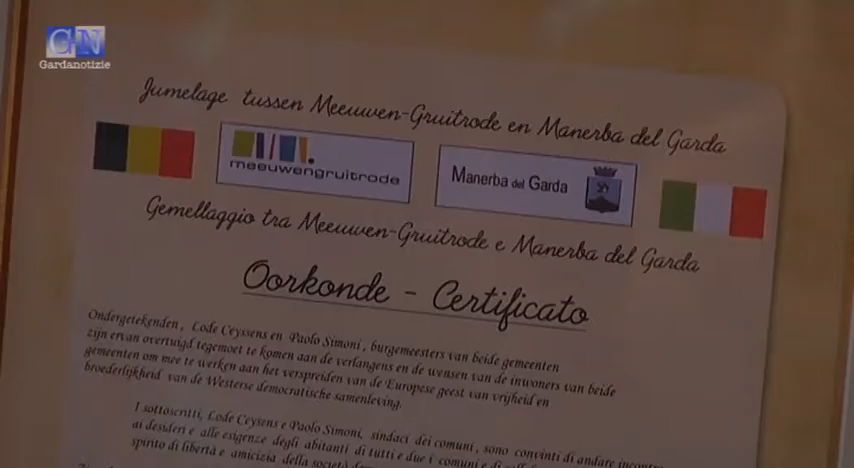 GN
Gardanotizie
Jumelage tussen Meeuwen-Gruitrode en Manerba del Garda
meeuwengruitrode
Manerba del Garda
Gemellaggio tra Meeuwen-Gruitrode e Manerba del Garda
Oorkonde - Certificato
Ondergetekenden, Lode Ceyssens en Paolo Simoni, burgemeesters van beide gemeenten
zijn ervan overtuigd tegemoet te komen aan de verlangens en de wensen van de inwoners van beide
gemeenten om mee te werken aan het verspreiden van de Europese geest van vrijheid en
broederlijkheid van de Westerse democratische samenleving.
I sottoscritti, Lode Ceysens e Paolo Simoni, sindaci dei comuni, sono convinti di andare incontro
ai desideri e alle esigenze degli abitanti di tutti e due i comuni e di
spirito di libertà e amicizia della società